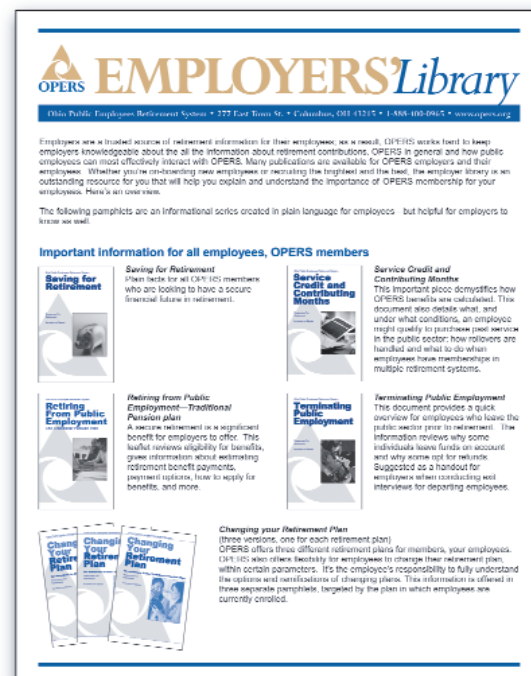 OPERS
EMPLOYERS' Library
Ohio Public Employees Retirement System • 277 East Town St. • Columbus, OH 43215 • 1-888-400-0965 • www.opers.org
Employers are a trusted source of retirement information for their employees; as a result, OPERS works hard to keep
employers knowledgeable about the all the information about retirement contributions, OPERS in general and how public
employees can most effectively interact with OPERS. Many publications are available for OPERS employers and their
employees. Whether you're on-boarding new employees or recruiting the brightest and the best, the employer library is an
outstanding resource for you that will help you explain and understand the importance of OPERS membership for your
employees. Here's an overview.
The following pamphlets are an informational series created in plain language for employees but helpful for employers to
know as well.
Important information for all employees, OPERS members
Saving for
Retirement
Saving for Retirement
Plain facts for all OPERS members
who are looking to have a secure
financial future in retirement.
Service
Credit and
Contributing
Months
Service Credit and
Contributing Months
This important piece demystifies how
OPERS benefits are calculated. This
document also details what, and
under what conditions, an employee
might qualify to purchase past service
in the public sector; how rollovers are
handled and what to do when
employees have memberships in
multiple retirement systems.
Retiring
From Public
Employment
Retiring from Public
Employment—Traditional
Pension plan
A secure retirement is a significant
benefit for employers to offer. This
leaflet reviews eligibility for benefits,
gives information about estimating
retirement benefit payments,
payment options, how to apply for
benefits, and more.
Terminating
Public
Employment
Terminating Public Employment
This document provides a quick
overview for employees who leave the
public sector prior to retirement. The
information reviews why some
individuals leave funds on account
and why some opt for refunds.
Suggested as a handout for
employers when conducting exit
interviews for departing employees.
Changing
Your
Retirement
Plan
Changing your Retirement Plan
(three versions, one for each retirement plan)
OPERS offers three different retirement plans for members, your employees.
OPERS also offers flexibility for employees to change their retirement plan,
within certain parameters. It's the employee's responsibility to fully understand
the options and ramifications of changing plans. This information is offered in
three separate pamphlets, targeted by the plan in which employees are
currently enrolled.